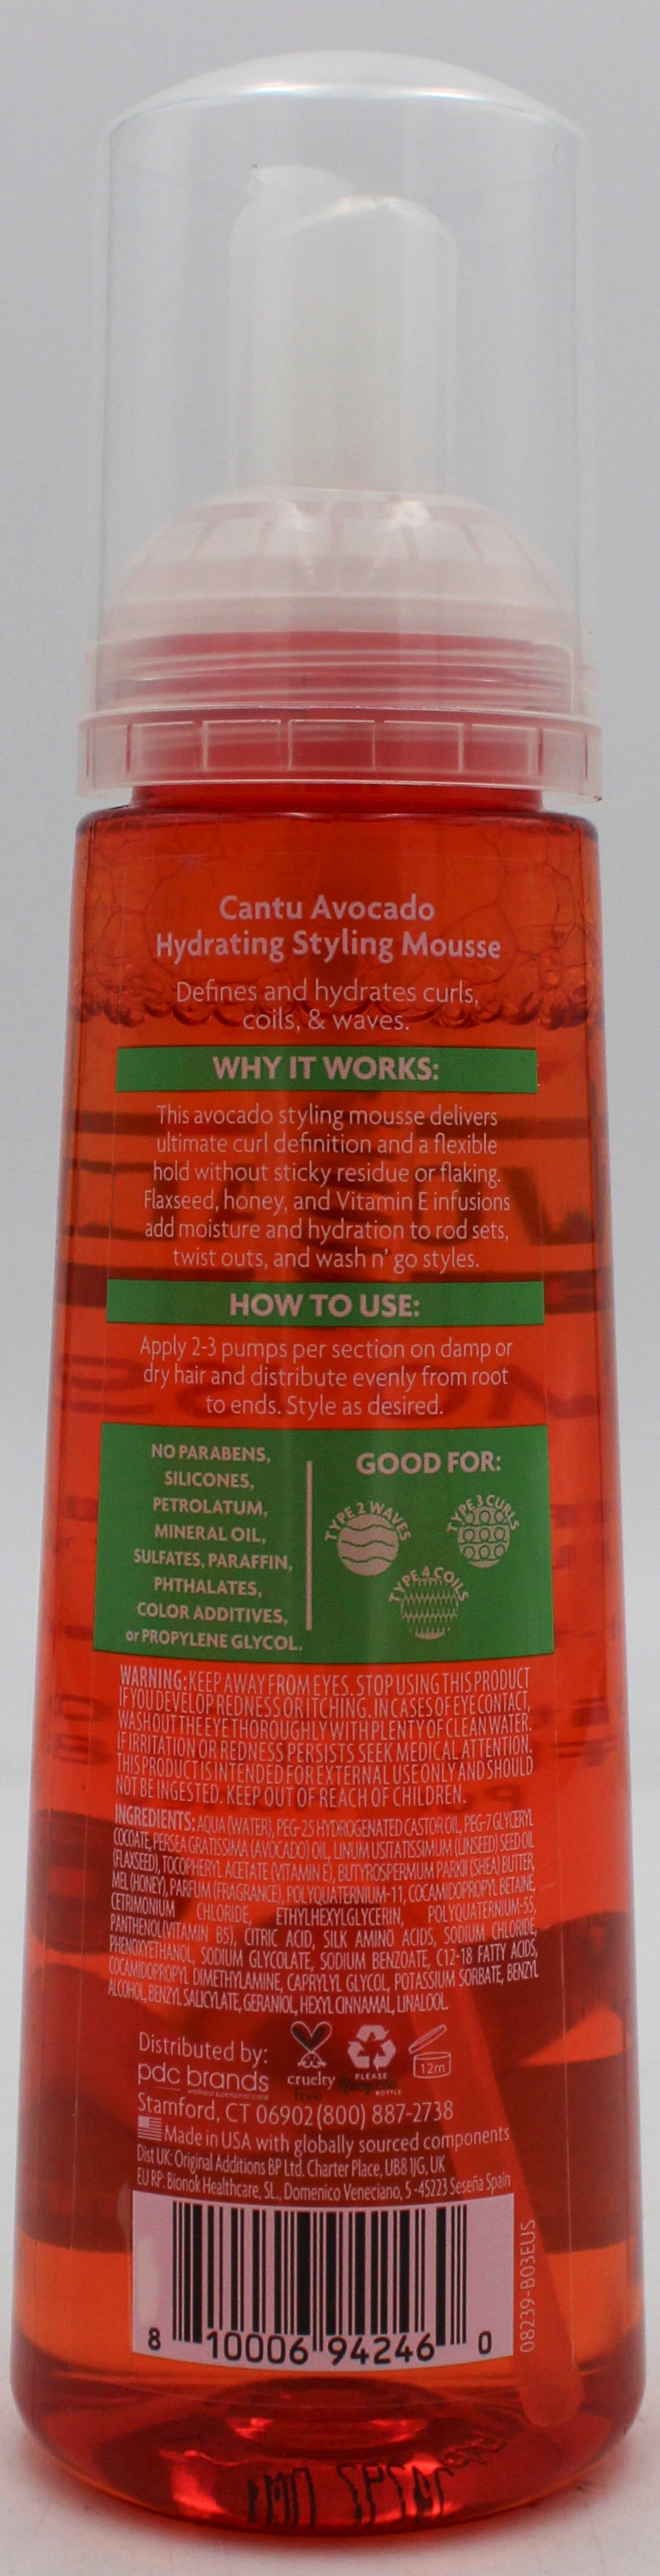 Cantu Avocado
Hydrating Styling Mousse
Defines and hydrates curls,
coils, & waves.
WHY IT WORKS:
This avocado styling mousse delivers
ultimate curl definition and a flexible
hold without sticky residue or flaking.
Flaxseed, honey, and Vitamin E infusions
add moisture and hydration to rod sets,
twist outs, and wash n' go styles.
HOW TO USE:
Apply 2-3 pumps per section on damp or
dry hair and distribute evenly from root
to ends. Style as desired.
NO PARABENS,
SILICONES,
PETROLATUM,
MINERAL OIL,
SULFATES, PARAFFIN,
PHTHALATES,
COLOR ADDITIVES,
or PROPYLENE GLYCOL.
GOOD FOR:
TYPE 2 WAVES
TYPE 3 CURLS
TYPE 4 COILS
WARNING: KEEP AWAY FROM EYES. STOP USING THIS PRODUCT
IF YOU DEVELOP REDNESS OR ITCHING. IN CASES OF EYE CONTACT,
WASH OUT THE EYE THOROUGHLY WITH PLENTY OF CLEAN WATER.
IF IRRITATION OR REDNESS PERSISTS SEEK MEDICAL ATTENTION.
THIS PRODUCT IS INTENDED FOR EXTERNAL USE ONLY AND SHOULD
NOT BE INGESTED. KEEP OUT OF REACH OF CHILDREN.
INGREDIENTS: AQUA (WATER), PEG-25 HYDROGENATED CASTOR OIL, PEG-7 GLYCERYL
COCOATE, PERSEA GRATISSIMA (AVOCADO) OIL, LINUM USITATISSIMUM (LINSEED) SEED OIL
(FLAXSEED), TOCOPHERYL ACETATE (VITAMIN E), BUTYROSPERMUM PARKII (SHEA) BUTTER,
MEL (HONEY), PARFUM (FRAGRANCE), POLYQUATERNIUM-11, COCAMIDOPROPYL BETAINE,
CETRIMONIUM CHLORIDE, ETHYLHEXYLGLYCERIN, POLYQUATERNIUM-55,
PANTHENOL (VITAMIN B5), CITRIC ACID, SILK AMINO ACIDS, SODIUM CHLORIDE,
PHENOXYETHANOL, SODIUM GLYCOLATE, SODIUM BENZOATE, C12-18 FATTY ACIDS,
COCAMIDOPROPYL DIMETHYLAMINE, CAPRYLYL GLYCOL, POTASSIUM SORBATE, BENZYL
ALCOHOL, BENZYL SALICYLATE, GERANIOL, HEXYL CINNAMAL, LINALOOL.
Distributed by:
pdc brands
wellness & personal care
cruelty
free
PLEASE
Recycle
BOTTLE
12m
Stamford, CT 06902 (800) 887-2738
Made in USA with globally sourced components
Dist UK: Original Additions BP Ltd. Charter Place, UB8 1JG, UK
EU RP: Bionok Healthcare, SL., Domenico Veneciano, 5 -45223 Seseña Spain
8 10006 94246 0
08239-B03EUS